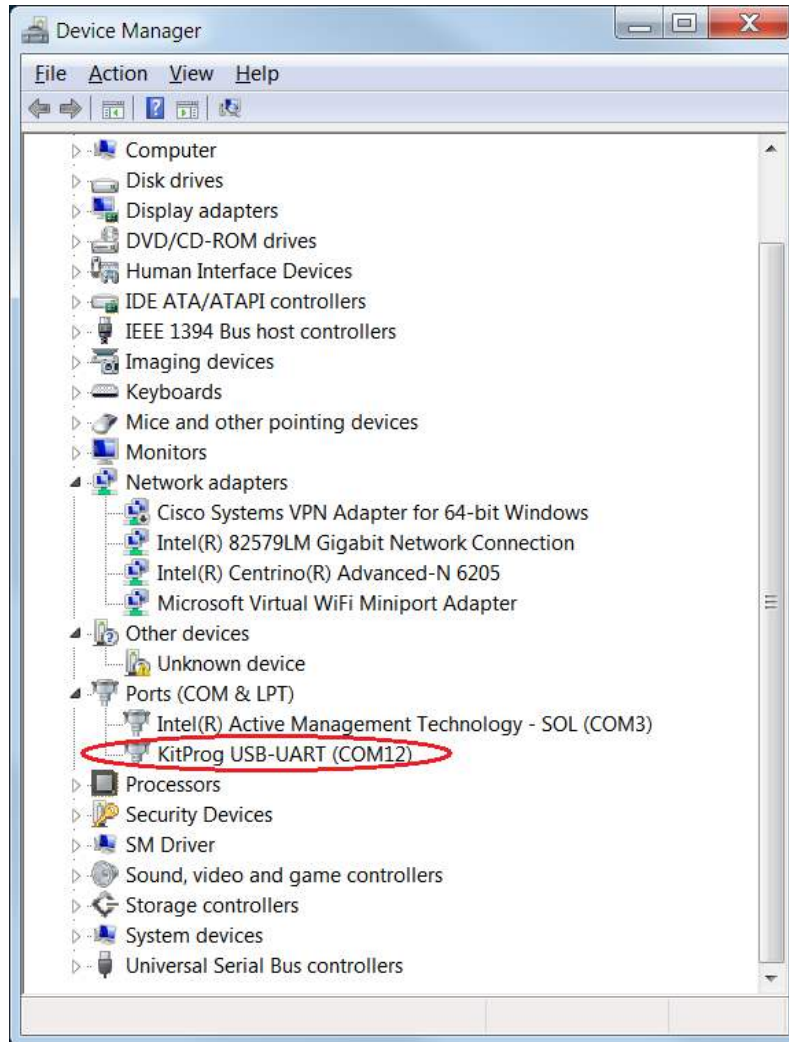 Device Manager
File Action View Help
Computer
Disk drives
Display adapters
DVD/CD-ROM drives
Human Interface Devices
IDE ATA/ATAPI controllers
IEEE 1394 Bus host controllers
Imaging devices
Keyboards
Mice and other pointing devices
Monitors
Network adapters
Cisco Systems VPN Adapter for 64-bit Windows
Intel(R) 82579LM Gigabit Network Connection
Intel(R) Centrino(R) Advanced-N 6205
Microsoft Virtual WiFi Miniport Adapter
Other devices
Unknown device
Ports (COM & LPT)
Intel(R) Active Management Technology - SOL (COM3)
KitProg USB-UART (COM12)
Processors
Security Devices
SM Driver
Sound, video and game controllers
Storage controllers
System devices
Universal Serial Bus controllers